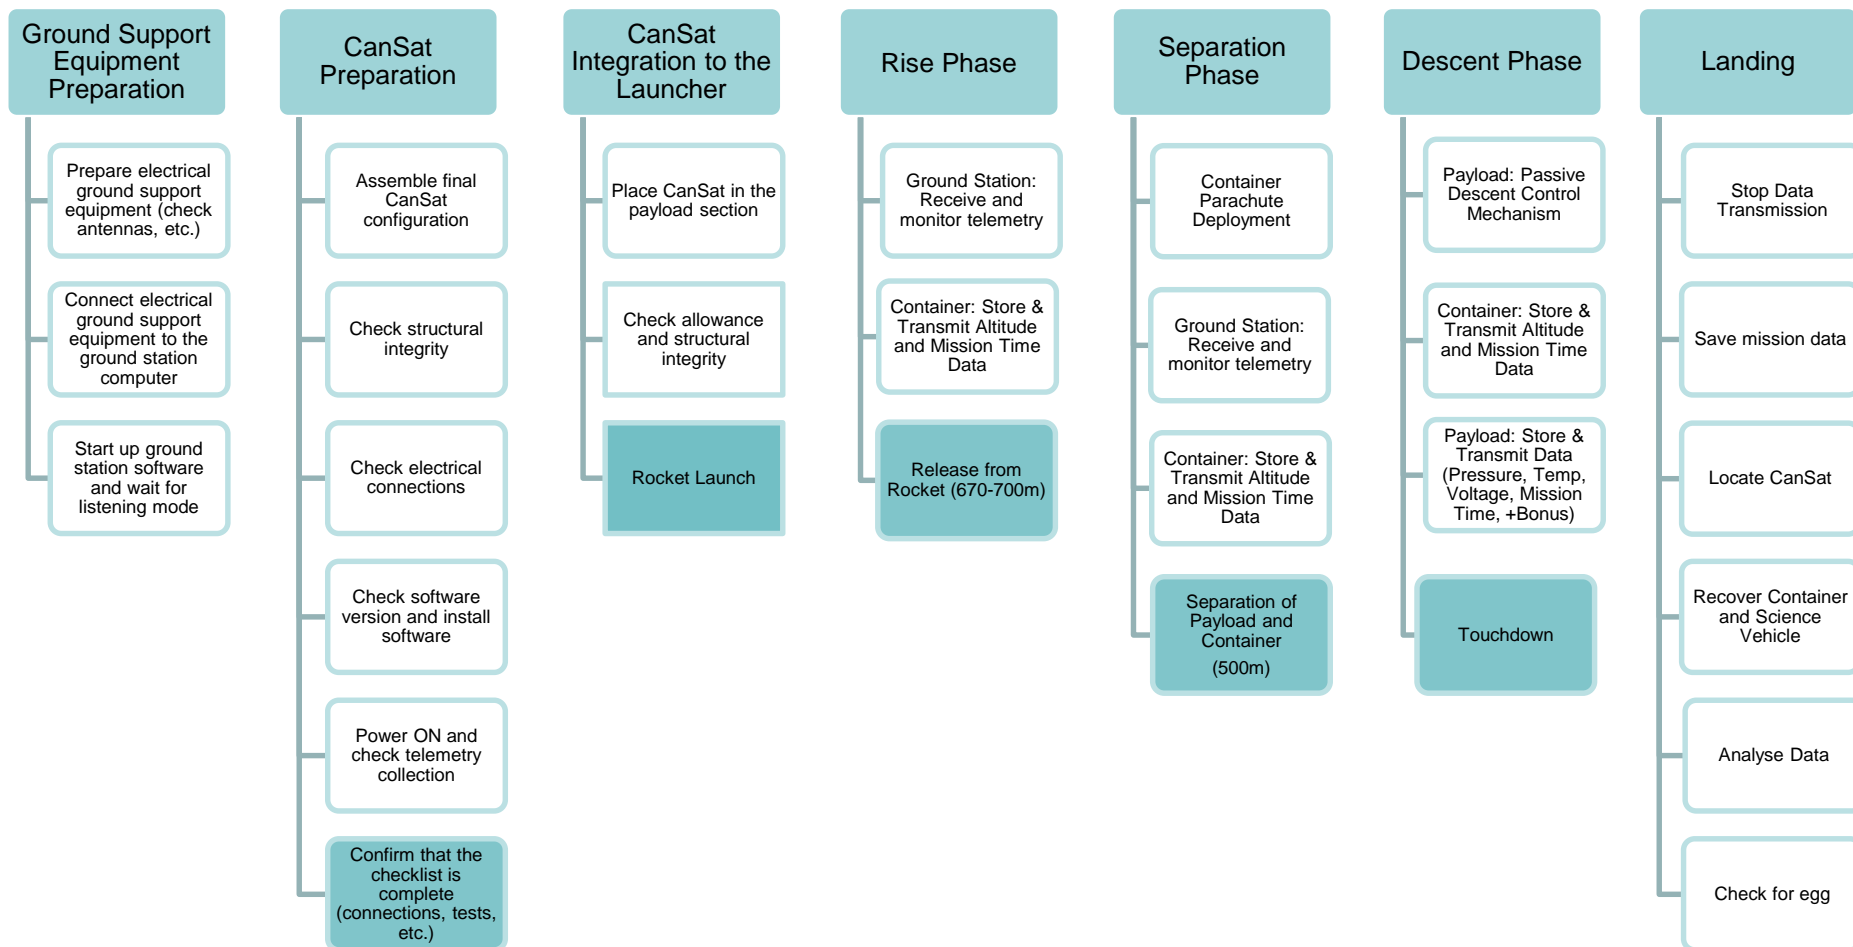 Ground Support
Equipment
Preparation
Prepare electrical
ground support
equipment (check
antennas, etc.)
Connect electrical
ground support
equipment to the
ground station
computer
Start up ground
station software
and wait for
listening mode
CanSat
Preparation
Assemble final
CanSat
configuration
Check structural
integrity
Check electrical
connections
Check software
version and install
software
Power ON and
check telemetry
collection
Confirm that the
checklist is
complete
(connections, tests,
etc.)
CanSat
Integration to the
Launcher
Place CanSat in the
payload section
Check allowance
and structural
integrity
Rocket Launch
Rise Phase
Ground Station:
Receive and
monitor telemetry
Container: Store &
Transmit Altitude
and Mission Time
Data
Release from
Rocket (670-700m)
Separation
Phase
Container
Parachute
Deployment
Ground Station:
Receive and
monitor telemetry
Container: Store &
Transmit Altitude
and Mission Time
Data
Separation of
Payload and
Container
(500m)
Descent Phase
Payload: Passive
Descent Control
Mechanism
Container: Store &
Transmit Altitude
and Mission Time
Data
Payload: Store &
Transmit Data
(Pressure, Temp,
Voltage, Mission
Time, +Bonus)
Touchdown
Landing
Stop Data
Transmission
Save mission data
Locate CanSat
Recover Container
and Science
Vehicle
Analyse Data
Check for egg